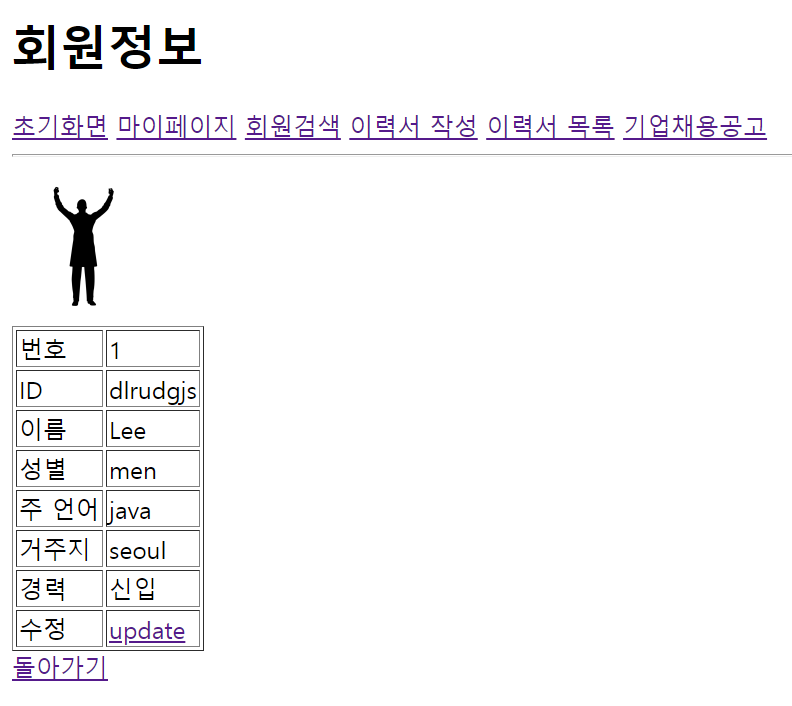 회원정보
초기화면 마이페이지 회원검색 이력서 작성 이력서 목록 기업채용공고
번호 1
ID dlrudgjs
이름 Lee
성별 men
주 언어 java
거주지 seoul
경력 신입
수정 update
돌아가기